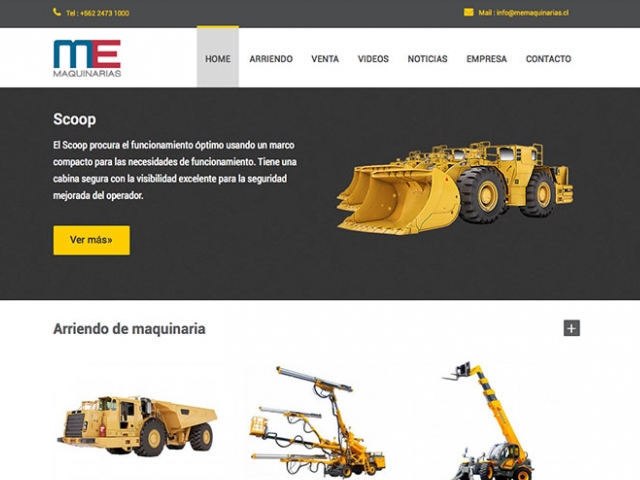 Tel : +562 2473 1000
Mail : info@memaquinarias.cl
ME
MAQUINARIAS
HOME
ARRIENDO
VENTA
VIDEOS
NOTICIAS
EMPRESA
CONTACTO
Scoop
El Scoop procura el funcionamiento óptimo usando un marco
compacto para las necesidades de funcionamiento. Tiene una
cabina segura con la visibilidad excelente para la seguridad
mejorada del operador.
Ver más»
Arriendo de maquinaria
+